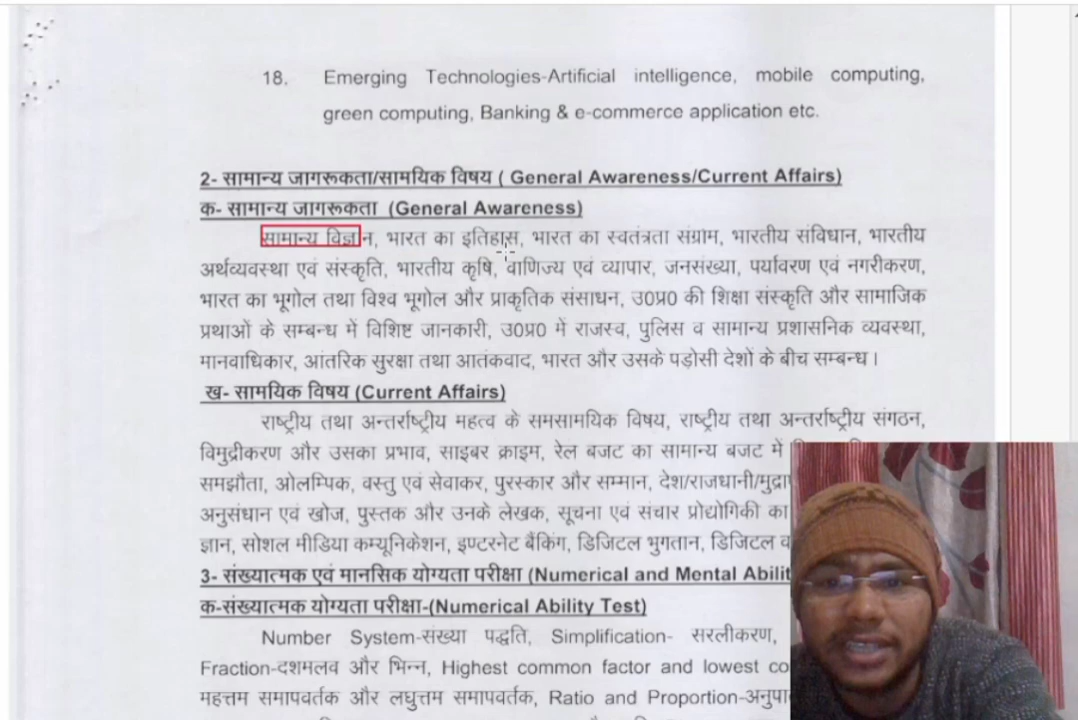 18. Emerging Technologies-Artificial intelligence, mobile computing,
green computing, Banking & e-commerce application etc.
2- सामान्य जागरूकता/सामयिक विषय ( General Awareness/Current Affairs)
क- सामान्य जागरूकता (General Awareness)
सामान्य विज्ञान, भारत का इतिहास, भारत का स्वतंत्रता संग्राम, भारतीय संविधान, भारतीय
अर्थव्यवस्था एवं संस्कृति, भारतीय कृषि, वाणिज्य एवं व्यापार, जनसंख्या, पर्यावरण एवं नगरीकरण,
भारत का भूगोल तथा विश्व भूगोल और प्राकृतिक संसाधन, उ0प्र0 की शिक्षा संस्कृति और सामाजिक
प्रथाओं के सम्बन्ध में विशिष्ट जानकारी, उ0प्र0 में राजस्व, पुलिस व सामान्य प्रशासनिक व्यवस्था,
मानवाधिकार, आंतरिक सुरक्षा तथा आतंकवाद, भारत और उसके पड़ोसी देशों के बीच सम्बन्ध ।
ख- सामयिक विषय (Current Affairs)
राष्ट्रीय तथा अन्तर्राष्ट्रीय महत्व के समसामयिक विषय, राष्ट्रीय तथा अन्तर्राष्ट्रीय संगठन,
विमुद्रीकरण और उसका प्रभाव, साइबर क्राइम, रेल बजट का सामान्य बजट में
समझौता, ओलम्पिक, वस्तु एवं सेवाकर, पुरस्कार और सम्मान, देश/राजधानी/
अनुसंधान एवं खोज, पुस्तक और उनके लेखक, सूचना एवं संचार प्रोद्योगिकी का
ज्ञान, सोशल मीडिया कम्यूनिकेशन, इण्टरनेट बैंकिंग, डिजिटल भुगतान, डिजिटल
3- संख्यात्मक एवं मानसिक योग्यता परीक्षा (Numerical and Mental
क-संख्यात्मक योग्यता परीक्षा-(Numerical Ability Test)
Number System-संख्या पद्धति, Simplification- सरलीकरण,
Fraction-दशमलव और भिन्न, Highest common factor and lowest
महत्तम समापवर्तक और लघुत्तम समापवर्तक, Ratio and Proportion-